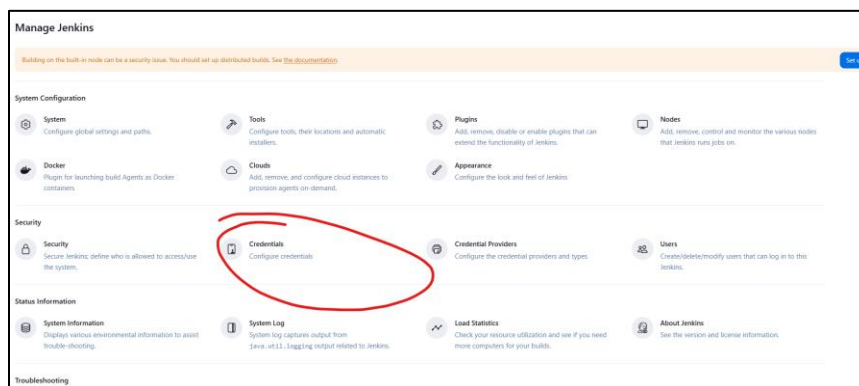 Manage Jenkins
Building on the built-in node can be a security issue. You should set up distributed builds. See the documentation.
Set u
System Configuration
System
Configure global settings and paths.
Tools
Configure tools, their locations and automatic
installers.
Plugins
Add, remove, disable or enable plugins that can
extend the functionality of Jenkins.
Nodes
Add, remove, control and monitor the various nodes
that Jenkins runs jobs on.
Docker
Plugin for launching build Agents as Docker
containers
Clouds
Add, remove, and configure cloud instances to
provision agents on-demand.
Appearance
Configure the look and feel of Jenkins
Security
Security
Secure Jenkins; define who is allowed to access/use
the system.
Credentials
Configure credentials
Credential Providers
Configure the credential providers and types
Users
Create/delete/modify users that can log in to this
Jenkins.
Status Information
System Information
Displays various environmental information to assist
trouble-shooting.
System Log
System log captures output from
java.util.logging output related to Jenkins.
Load Statistics
Check your resource utilization and see if you need
more computers for your builds.
About Jenkins
See the version and license information.
Troubleshooting